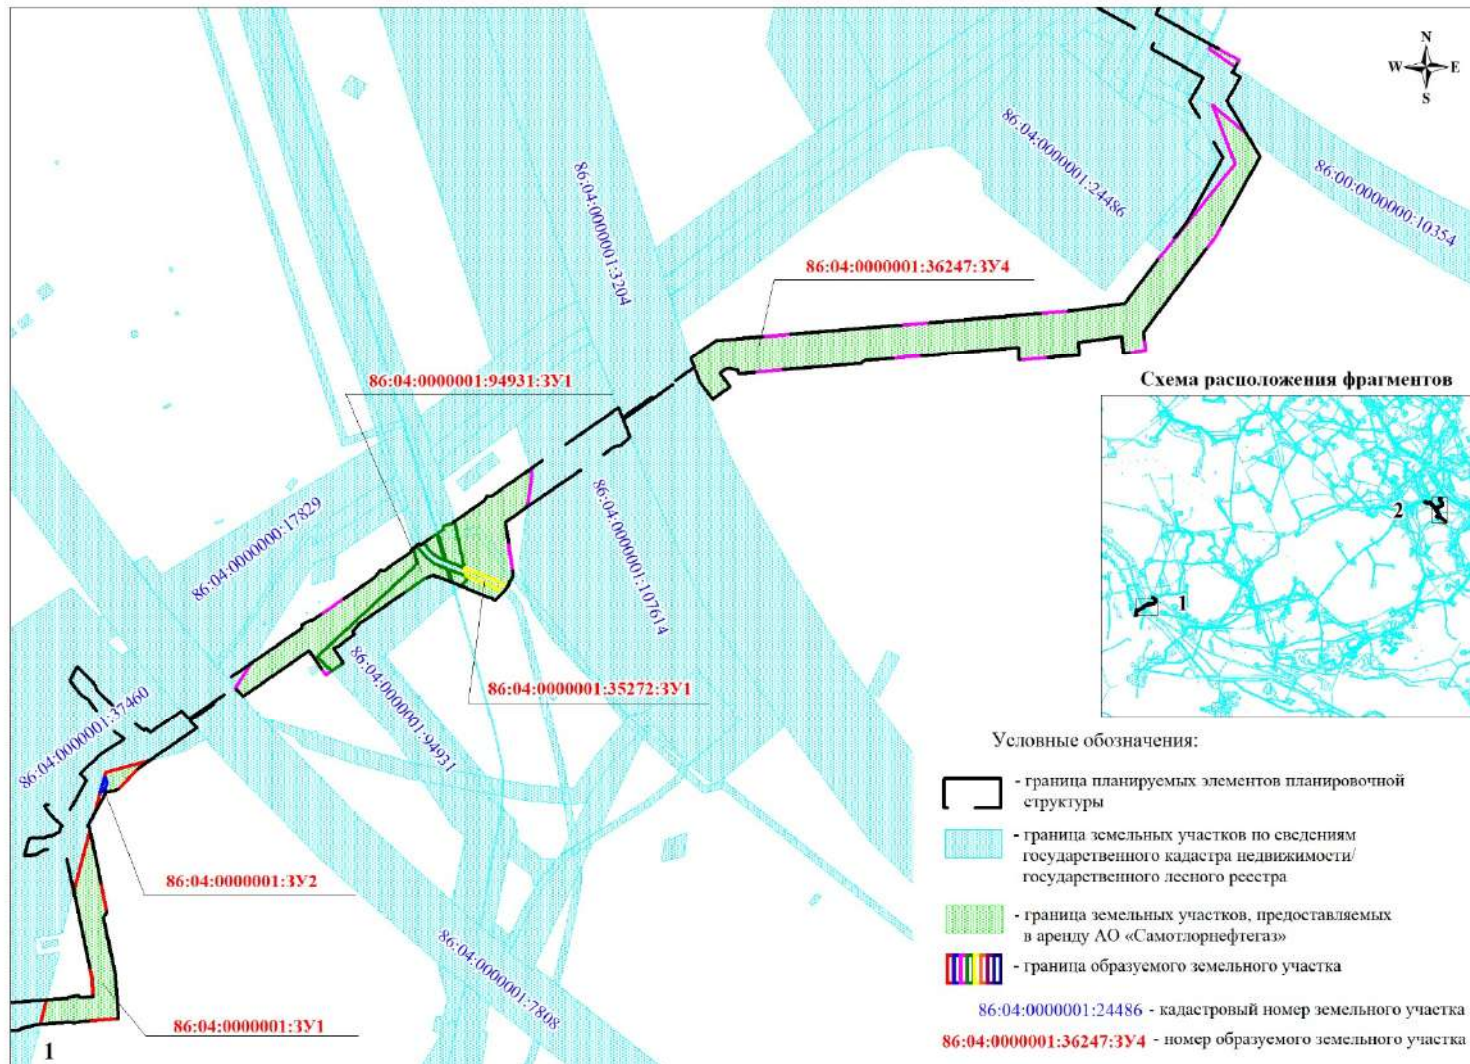 N
W E
S
86:04:0000001:24486
86:00:0000000:10354
86:04:0000001:3204
86:04:0000001:36247:ЗУ4
86:04:0000001:94931:ЗУ1
Схема расположения фрагментов
2
1
86:04:0000000:17829
86:04:0000001:107614
86:04:0000001:35272:ЗУ1
86:04:0000001:94931
86:04:0000001:37460
86:04:0000001:ЗУ2
86:04:0000001:7808
86:04:0000001:ЗУ1
1
Условные обозначения:
- граница планируемых элементов планировочной
структуры
- граница земельных участков по сведениям
государственного кадастра недвижимости/
государственного лесного реестра
- граница земельных участков, предоставляемых
в аренду АО «Самотлорнефтегаз»
- граница образуемого земельного участка
86:04:0000001:24486 - кадастровый номер земельного участка
86:04:0000001:36247:ЗУ4 - номер образуемого земельного участка